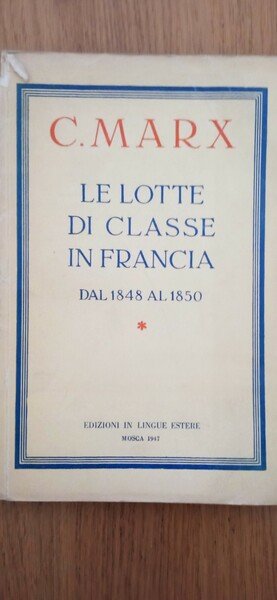 C. MARX
LE LOTTE
DI CLASSE
IN FRANCIA
DAL 1848 AL 1850
*
EDIZIONI IN LINGUE ESTERE
MOSCA 1947